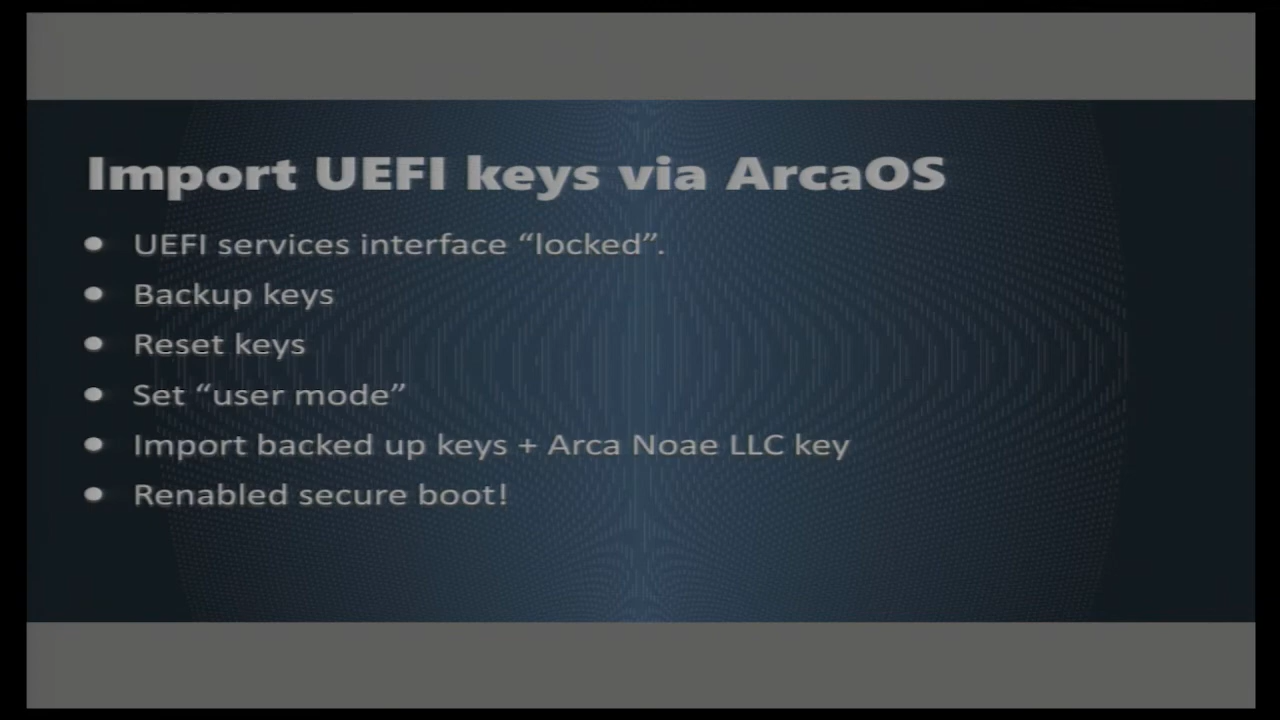 Import UEFI keys via ArcaOS
UEFI services interface “locked”.
Backup keys
Reset keys
Set “user mode”
Import backed up keys + Arca Noae LLC key
Renabled secure boot!